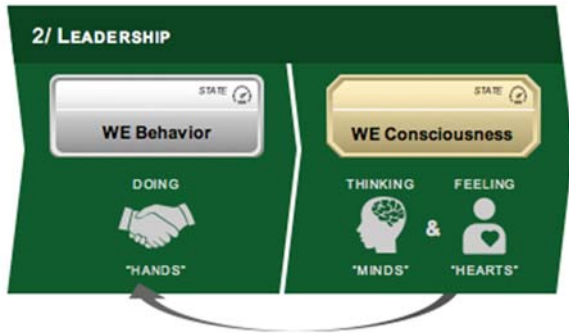 2/ LEADERSHIP
STATE
WE Behavior
DOING
"HANDS"
STATE
WE Consciousness
THINKING
FEELING
&
"MINDS"
"HEARTS"